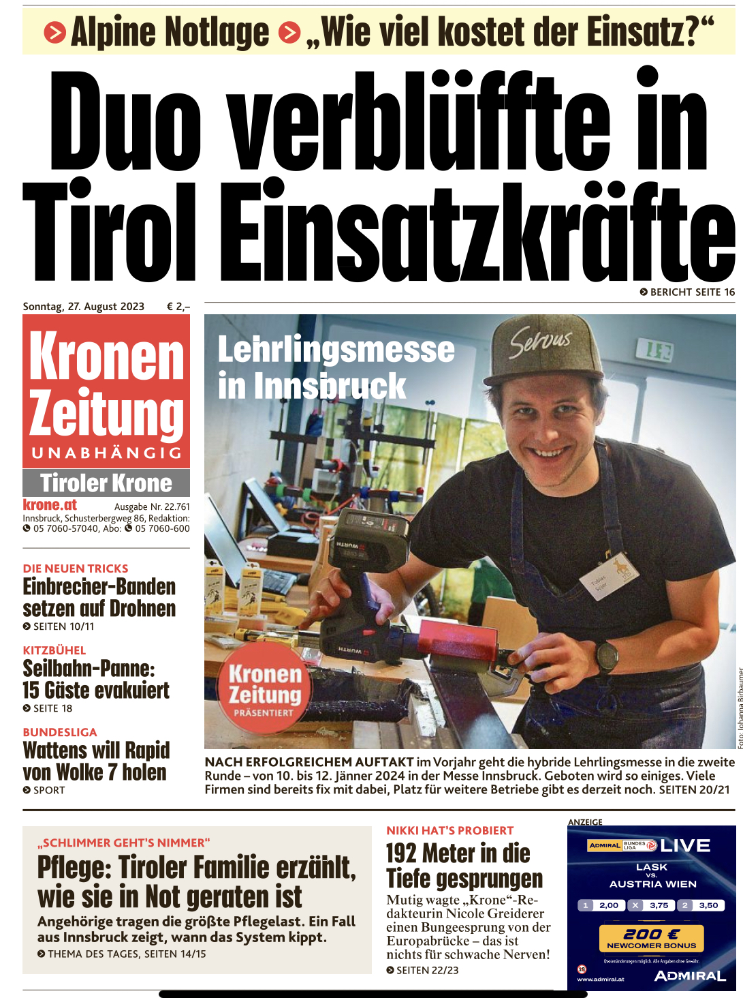 Alpine Notlage „Wie viel kostet der Einsatz?“
Duo verblüffte in
Tirol Einsatzkräfte
BERICHT SEITE 16
Sonntag, 27. August 2023 € 2,–
Kronen
Zeitung
UNABHÄNGIG
Tiroler Krone
krone.at Ausgabe Nr. 22.761
Innsbruck, Schusterbergweg 86, Redaktion:
05 7060-57040, Abo: 05 7060-600
DIE NEUEN TRICKS
Einbrecher-Banden
setzen auf Drohnen
SEITEN 10/11
KITZBÜHEL
Seilbahn-Panne:
15 Gäste evakuiert
SEITE 18
BUNDESLIGA
Wattens will Rapid
von Wolke 7 holen
SPORT
Lehrlingsmesse
in Innsbruck
Servus
WÜRTH
Tobias
WÜRTH
Kronen
Zeitung
PRÄSENTIERT
Foto: Johanna Birbaumer
NACH ERFOLGREICHEM AUFTAKT im Vorjahr geht die hybride Lehrlingsmesse in die zweite
Runde – von 10. bis 12. Jänner 2024 in der Messe Innsbruck. Geboten wird so einiges. Viele
Firmen sind bereits fix mit dabei, Platz für weitere Betriebe gibt es derzeit noch. SEITEN 20/21
„SCHLIMMER GEHT'S NIMMER"
Pflege: Tiroler Familie erzählt,
wie sie in Not geraten ist
Angehörige tragen die größte Pflegelast. Ein Fall
aus Innsbruck zeigt, wann das System kippt.
THEMA DES TAGES, SEITEN 14/15
NIKKI HAT'S PROBIERT
192 Meter in die
Tiefe gesprungen
Mutig wagte „Krone“-Re-
dakteurin Nicole Greiderer
einen Bungeesprung von der
Europabrücke – das ist
nichts für schwache Nerven!
SEITEN 22/23
ANZEIGE
ADMIRAL BUNDES LIGA LIVE
LASK
VS.
AUSTRIA WIEN
1 2,00 X 3,75 2 3,50
200 €
NEWCOMER BONUS
Quotenänderungen möglich. Alle Angaben ohne Gewähr.
18
www.admiral.at ADMIRAL